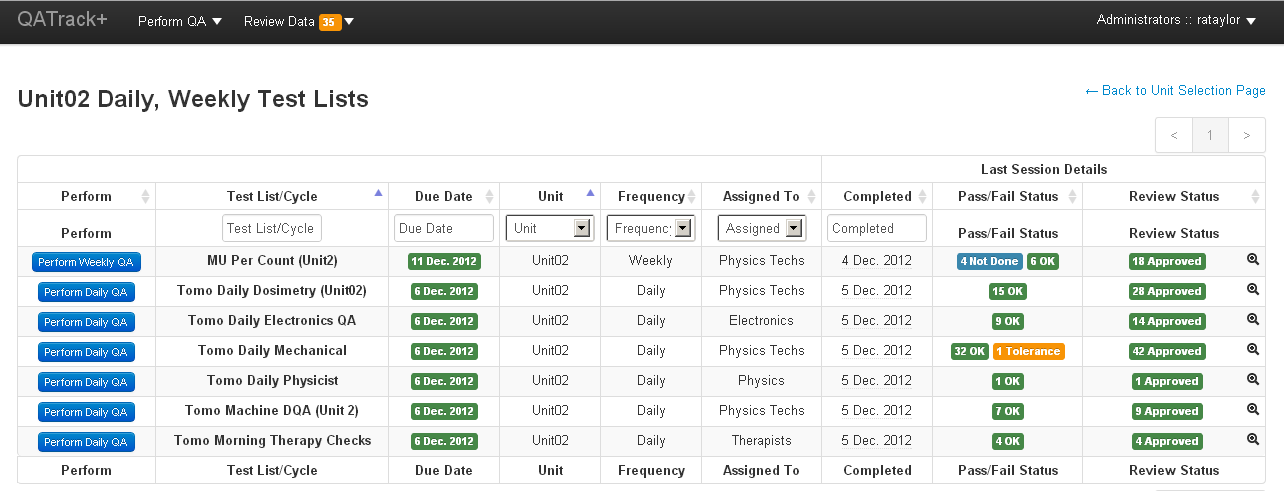 QATrack+ Perform QA Review Data 35 Administrators :: rataylor
Unit02 Daily, Weekly Test Lists
← Back to Unit Selection Page
< 1 >
Last Session Details
Perform Test List/Cycle Due Date Unit Frequency Assigned To Completed Pass/Fail Status Review Status
Perform Test List/Cycle Due Date Unit Frequenc Assigned Completed Pass/Fail Status Review Status
Perform Weekly QA MU Per Count (Unit2) 11 Dec. 2012 Unit02 Weekly Physics Techs 4 Dec. 2012 4 Not Done 6 OK 18 Approved
Perform Daily QA Tomo Daily Dosimetry (Unit02) 6 Dec. 2012 Unit02 Daily Physics Techs 5 Dec. 2012 15 OK 28 Approved
Perform Daily QA Tomo Daily Electronics QA 6 Dec. 2012 Unit02 Daily Electronics 5 Dec. 2012 9 OK 14 Approved
Perform Daily QA Tomo Daily Mechanical 6 Dec. 2012 Unit02 Daily Physics Techs 5 Dec. 2012 32 OK 1 Tolerance 42 Approved
Perform Daily QA Tomo Daily Physicist 6 Dec. 2012 Unit02 Daily Physics 5 Dec. 2012 1 OK 1 Approved
Perform Daily QA Tomo Machine DQA (Unit 2) 6 Dec. 2012 Unit02 Daily Physics Techs 5 Dec. 2012 7 OK 9 Approved
Perform Daily QA Tomo Morning Therapy Checks 6 Dec. 2012 Unit02 Daily Therapists 5 Dec. 2012 4 OK 4 Approved
Perform Test List/Cycle Due Date Unit Frequency Assigned To Completed Pass/Fail Status Review Status